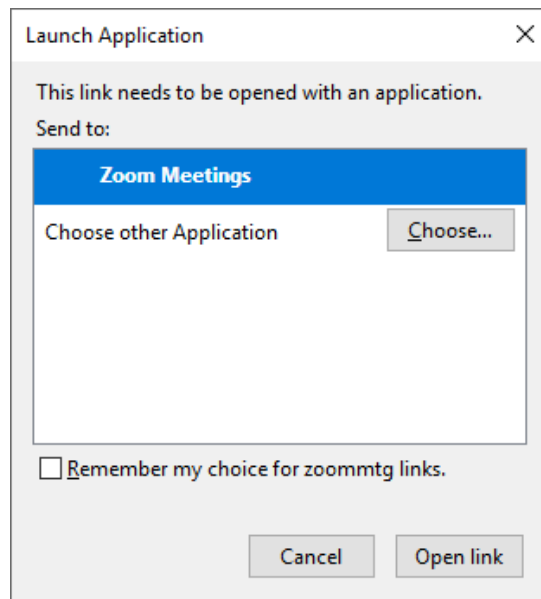 Launch Application
This link needs to be opened with an application.
Send to:
Zoom Meetings
Choose other Application
Choose...
Remember my choice for zoommtg links.
Cancel
Open link